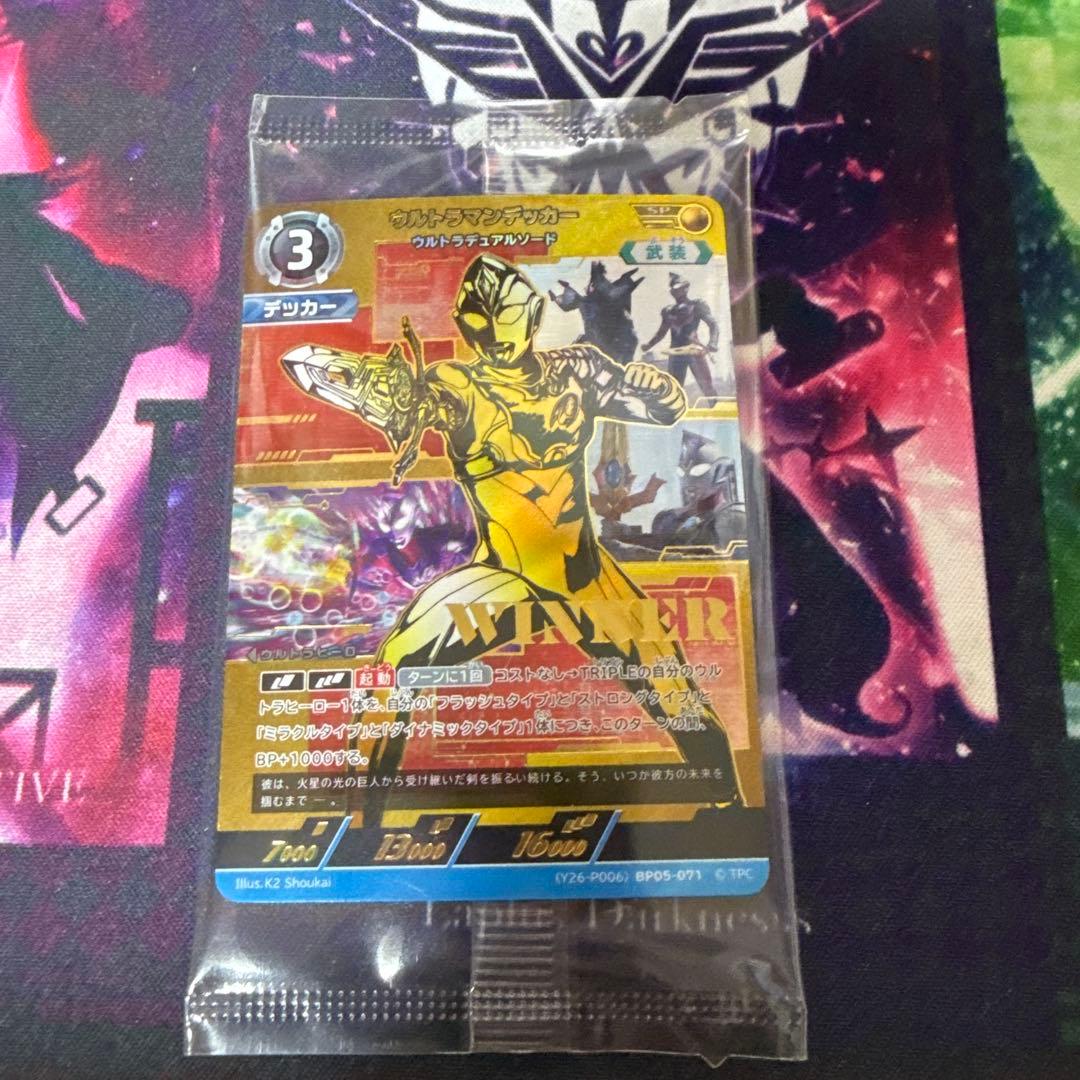 ウルトラマンデッカー
ウルトラデュアルソード
SP
武装
3
デッカー
WINNER
ウルトラヒーロー
起動 ターンに1回 コストなし→TRIPLEの自分のウル
トラヒーロー1体を、自分の「フラッシュタイプ」と「ストロングタイプ」と
「ミラクルタイプ」と「ダイナミックタイプ」1体につき、このターンの間、
BP+1000する。
彼は、火星の光の巨人から受け継いだ剣を振るい続ける。そう、いつか彼方の未来を
掴むまで ―。
7000 13000 16000
Illus. K2 Shoukai
(Y26-P006) BP05-071 © TPC
TIVE
Darkness